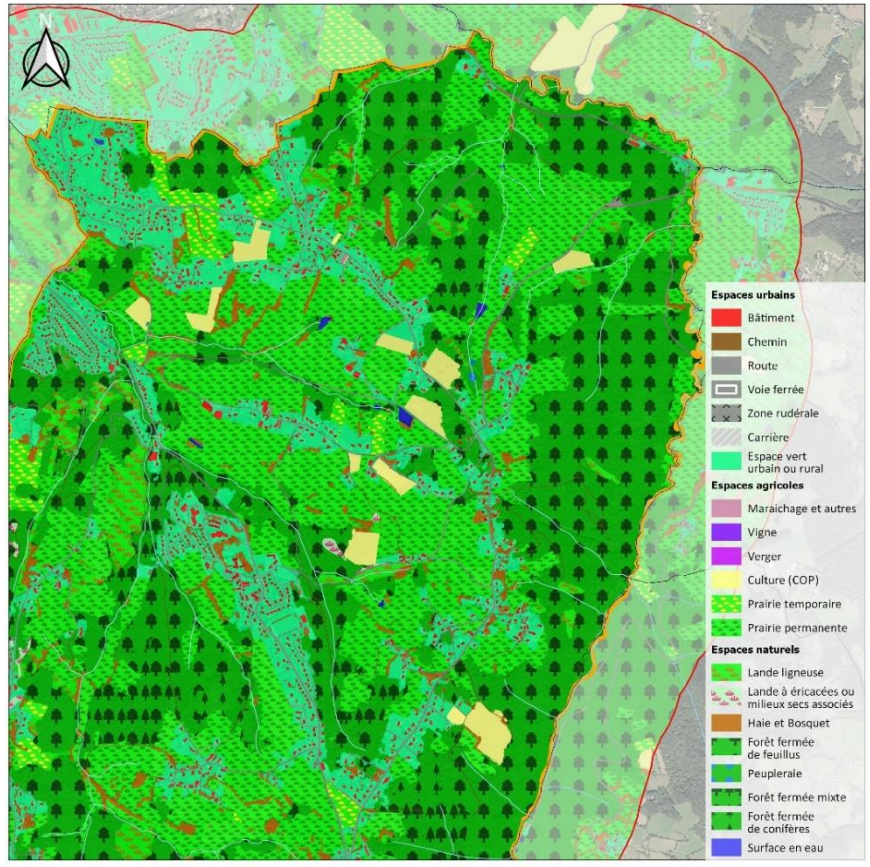 N
Espaces urbains
Bâtiment
Chemin
Route
Voie ferrée
Zone rudérale
Carrière
Espace vert
urbain ou rural
Espaces agricoles
Maraichage et autres
Vigne
Verger
Culture (COP)
Prairie temporaire
Prairie permanente
Espaces naturels
Lande ligneuse
Lande à éricacées ou
milieux secs associés
Haie et Bosquet
Forêt fermée
de feuillus
Peupleraie
Forêt fermée mixte
Forêt fermée
de conifères
Surface en eau